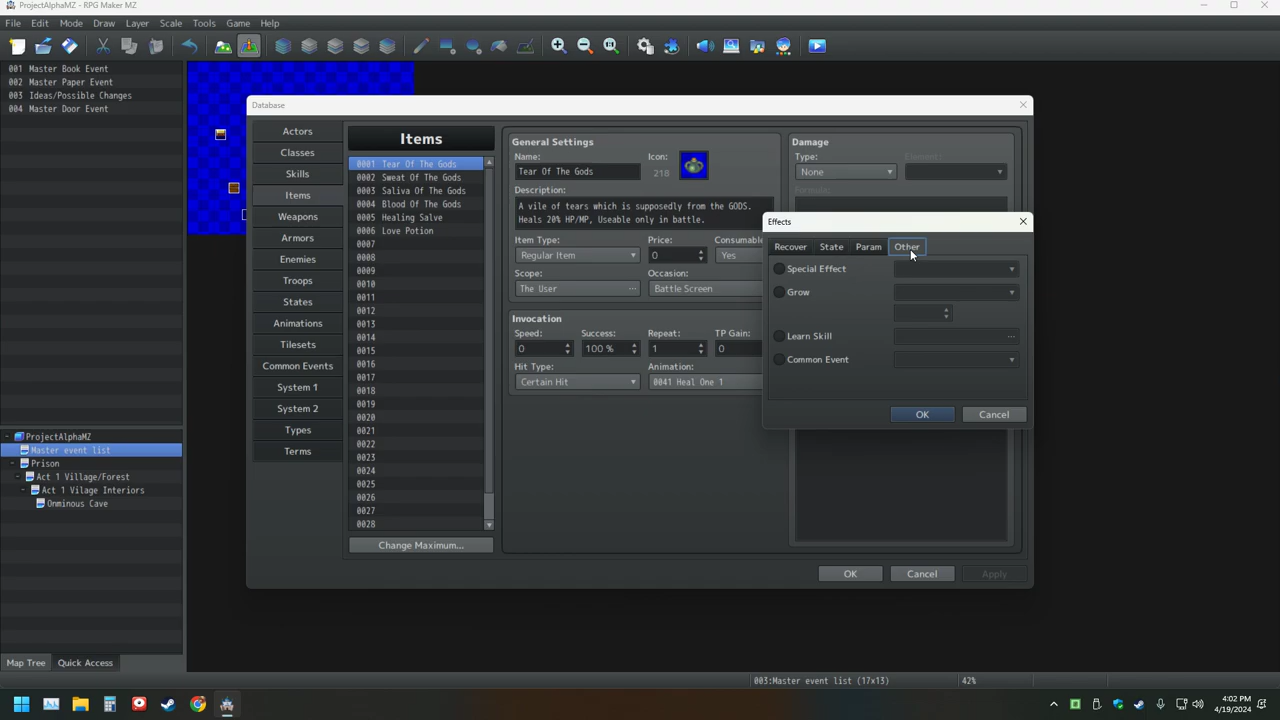 ProjectAlphaMZ - RPG Maker MZ
File Edit Mode Draw Layer Scale Tools Game Help
001 Master Book Event
002 Master Paper Event
003 Ideas/Possible Changes
004 Master Door Event
ProjectAlphaMZ
Master event list
Prison
Act 1 Village/Forest
Act 1 Vilage Interiors
Onminous Cave
Map Tree Quick Access
Database
Actors
Classes
Skills
Items
Weapons
Armors
Enemies
Troops
States
Animations
Tilesets
Common Events
System 1
System 2
Types
Terms
Items
0001 Tear Of The Gods
0002 Sweat Of The Gods
0003 Saliva Of The Gods
0004 Blood Of The Gods
0005 Healing Salve
0006 Love Potion
0007
0008
0009
0010
0011
0012
0013
0014
0015
0016
0017
0018
0019
0020
0021
0022
0023
0024
0025
0026
0027
0028
Change Maximum...
General Settings
Name: Icon:
Tear Of The Gods 218
Description:
A vile of tears which is supposedly from the GODS.
Heals 20% HP/MP, Useable only in battle.
Item Type: Price: Consumable
Regular Item 0 Yes
Scope: Occasion:
The User ... Battle Screen
Invocation
Speed: Success: Repeat: TP Gain:
0 100 % 1 0
Hit Type: Animation:
Certain Hit 0041 Heal One 1
Damage
Type: Element:
None
Formula:
Effects
Recover State Param Other
Special Effect
Grow
Learn Skill ...
Common Event
OK Cancel
OK Cancel Apply
003:Master event list (17x13) 42%
4:02 PM
4/19/2024